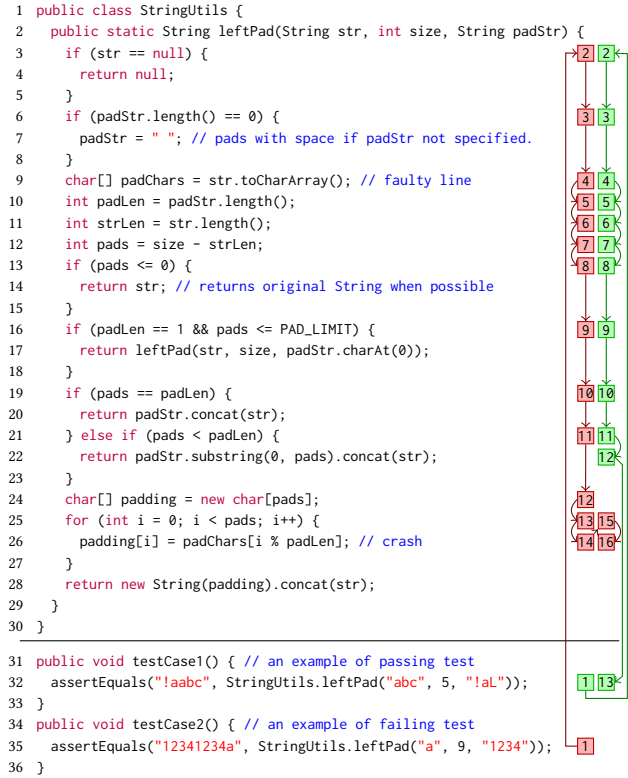 1 public class StringUtils {
2 public static String leftPad(String str, int size, String padStr) {
3 if (str == null) { 2 2
4 return null;
5 }
6 if (padStr.length() == 0) { 3 3
7 padStr = " "; // pads with space if padStr not specified.
8 }
9 char[] padChars = str.toCharArray(); // faulty line 4 4
10 int padLen = padStr.length(); 5 5
11 int strLen = str.length(); 6 6
12 int pads = size - strLen; 7 7
13 if (pads <= 0) { 8 8
14 return str; // returns original String when possible
15 }
16 if (padLen == 1 && pads <= PAD_LIMIT) { 9 9
17 return leftPad(str, size, padStr.charAt(0));
18 }
19 if (pads == padLen) { 10 10
20 return padStr.concat(str);
21 } else if (pads < padLen) { 11 11
22 return padStr.substring(0, pads).concat(str); 12
23 }
24 char[] padding = new char[pads]; 12
25 for (int i = 0; i < pads; i++) { 13 15
26 padding[i] = padChars[i % padLen]; // crash 14 16
27 }
28 return new String(padding).concat(str);
29 }
30 }
31 public void testCase1() { // an example of passing test
32 assertEquals("!aabc", StringUtils.leftPad("abc", 5, "!aL")); 1 13
33 }
34 public void testCase2() { // an example of failing test
35 assertEquals("12341234a", StringUtils.leftPad("a", 9, "1234")); 1
36 }